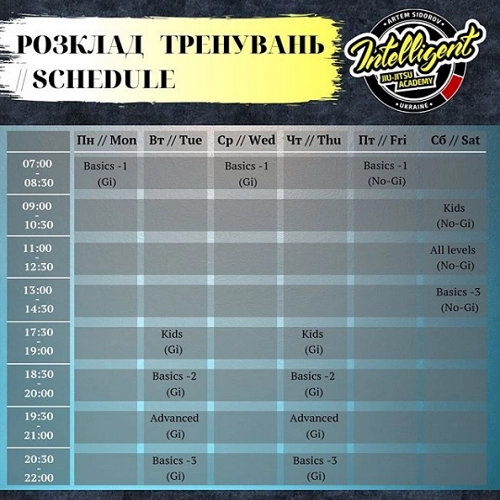 РОЗКЛАД ТРЕНУВАНЬ
// SCHEDULE
ARTEM SIDOROV
Intelligent
JIU-JITSU
ACADEMY
UKRAINE
Пн // Mon Вт // Tue Ср // Wed Чт // Thu Пт // Fri Сб // Sat
07:00 - 08:30 Basics -1 (Gi) Basics -1 (Gi) Basics -1 (No-Gi)
09:00 - 10:30 Kids (No-Gi)
11:00 - 12:30 All levels (No-Gi)
13:00 - 14:30 Basics -3 (No-Gi)
17:30 - 19:00 Kids (Gi) Kids (Gi)
18:30 - 20:00 Basics -2 (Gi) Basics -2 (Gi)
19:30 - 21:00 Advanced (Gi) Advanced (Gi)
20:30 - 22:00 Basics -3 (Gi) Basics -3 (Gi)